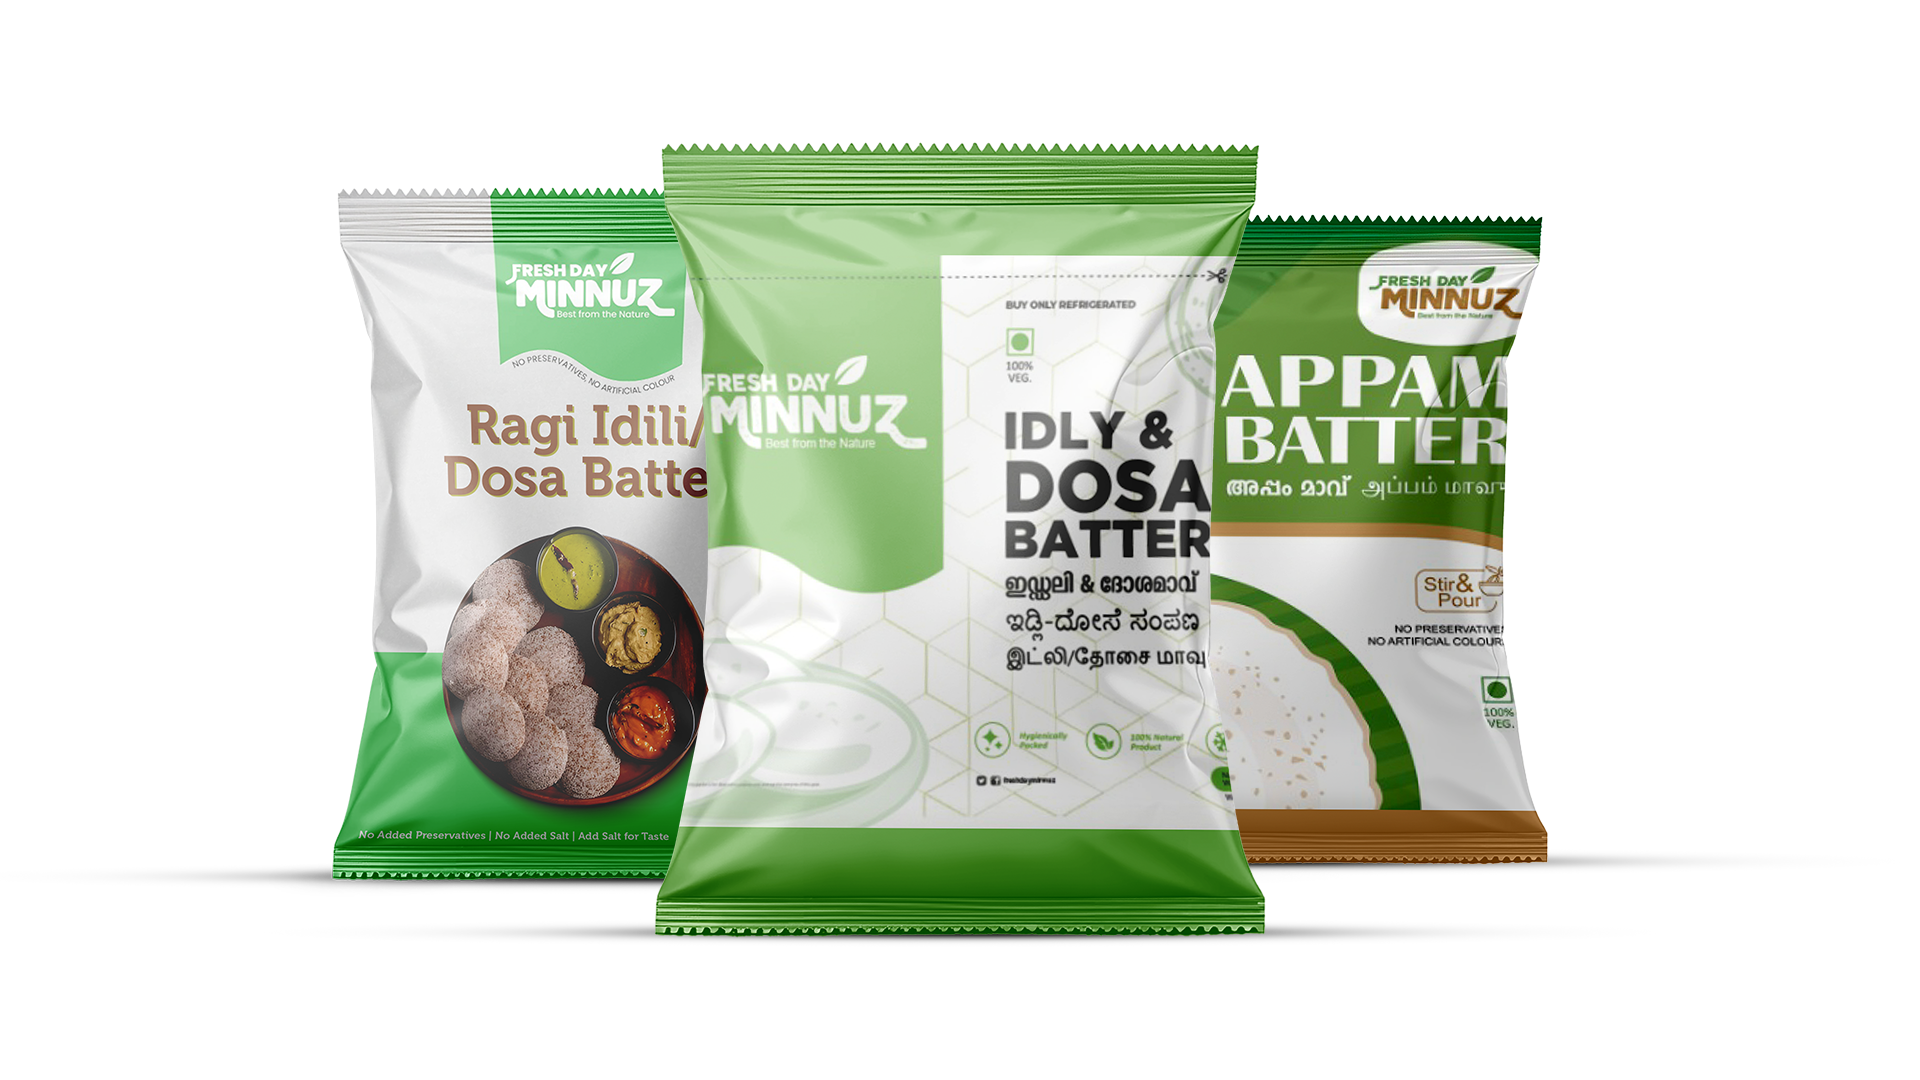 FRESH DAY
MINNUZ
Best from the Nature
NO PRESERVATIVES, NO ARTIFICIAL COLOUR
Ragi Idili/
Dosa Batte
No Added Preservatives | No Added Salt | Add Salt for Taste
FRESH DAY
MINNUZ
Best from the Nature
BUY ONLY REFRIGERATED
100%
VEG.
IDLY &
DOSA
BATTER
ഇഡ്ഡലി & ദോശമാവ്
ಇಡ್ಲಿ-ದೋಸೆ ಸಂಪಣ
இட்லி/தோசை மாவு
Hygienically
Packed
100% Natural
Product
freshdayminnuz
FRESH DAY
MINNUZ
Best from the Nature
APPAM
BATTER
അപ്പം മാവ് அப்பம் மாவு
Stir&
Pour
NO PRESERVATIVES
NO ARTIFICIAL COLOUR
100%
VEG.